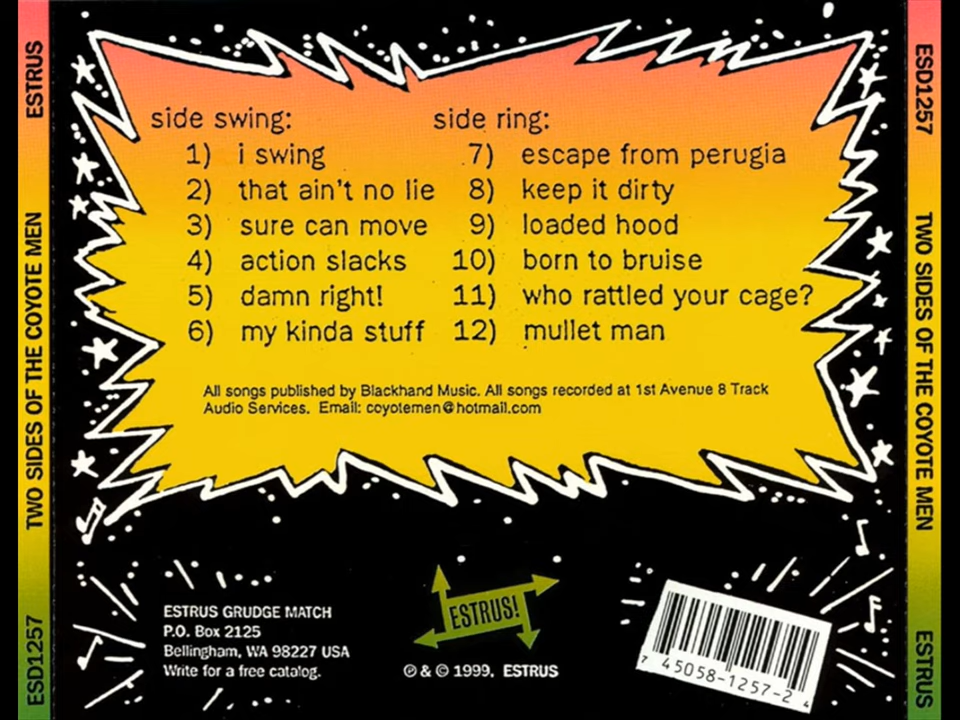 ESTRUS
TWO SIDES OF THE COYOTE MEN
ESD1257
side swing:
1) i swing
2) that ain't no lie
3) sure can move
4) action slacks
5) damn right!
6) my kinda stuff
side ring:
7) escape from perugia
8) keep it dirty
9) loaded hood
10) born to bruise
11) who rattled your cage?
12) mullet man
All songs published by Blackhand Music. All songs recorded at 1st Avenue 8 Track
Audio Services. Email: coyotemen@hotmail.com
ESTRUS GRUDGE MATCH
P.O. Box 2125
Bellingham, WA 98227 USA
Write for a free catalog.
ESTRUS!
℗ & © 1999, ESTRUS
7 45058-1257-2 4
ESD1257
TWO SIDES OF THE COYOTE MEN
ESTRUS